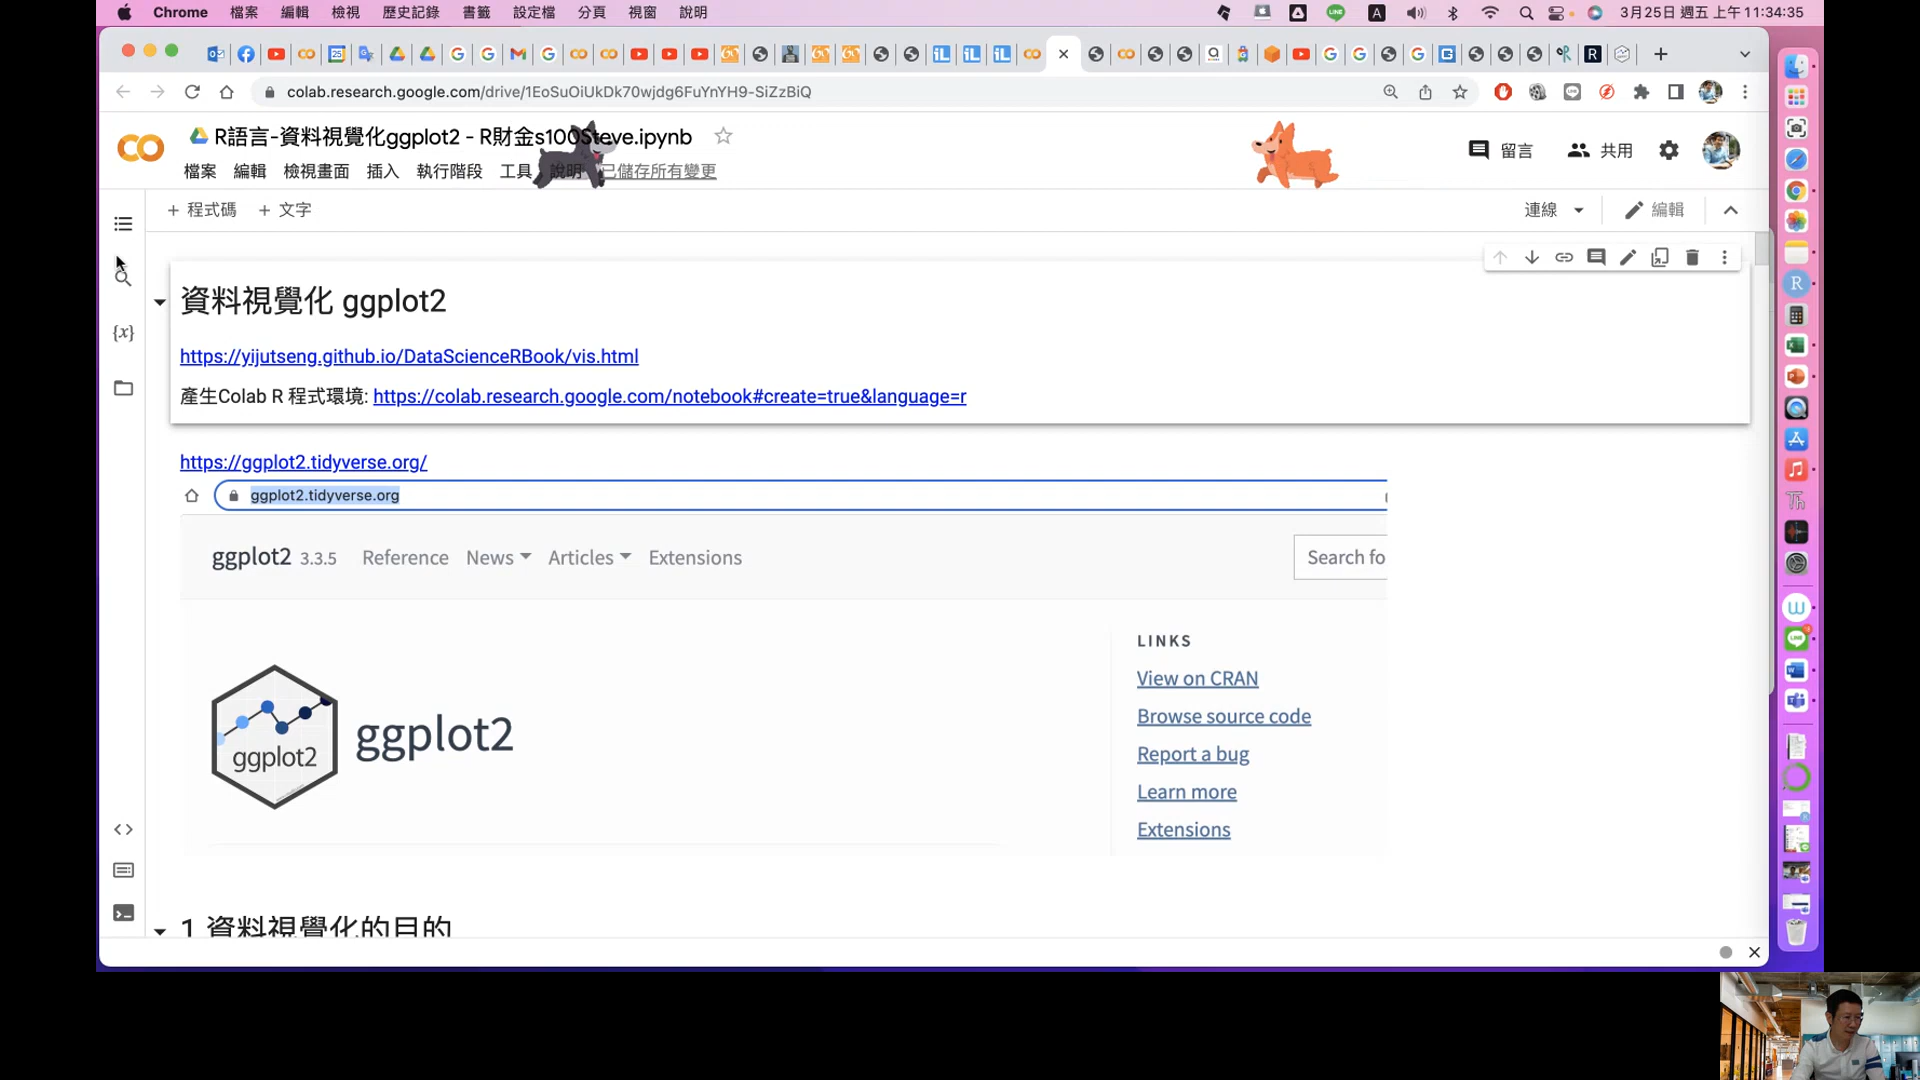 Chrome 檔案 編輯 檢視 歷史記錄 書籤 設定檔 分頁 視窗 說明 3月25日 週五 上午11:34:35
colab.research.google.com/drive/1EoSuOiUkDk70wjdg6FuYnYH9-SiZzBiQ
R語言-資料視覺化ggplot2 - R財金s100Steve.ipynb
留言 共用
檔案 編輯 檢視畫面 插入 執行階段 工具 說明 已儲存所有變更
+ 程式碼 + 文字 連線 編輯
資料視覺化 ggplot2
https://yijutseng.github.io/DataScienceRBook/vis.html
產生Colab R 程式環境: https://colab.research.google.com/notebook#create=true&language=r
https://ggplot2.tidyverse.org/
ggplot2.tidyverse.org
ggplot2 3.3.5 Reference News Articles Extensions Search fo
LINKS
View on CRAN
Browse source code
Report a bug
Learn more
Extensions
ggplot2
ggplot2
1 資料視覺化的目的